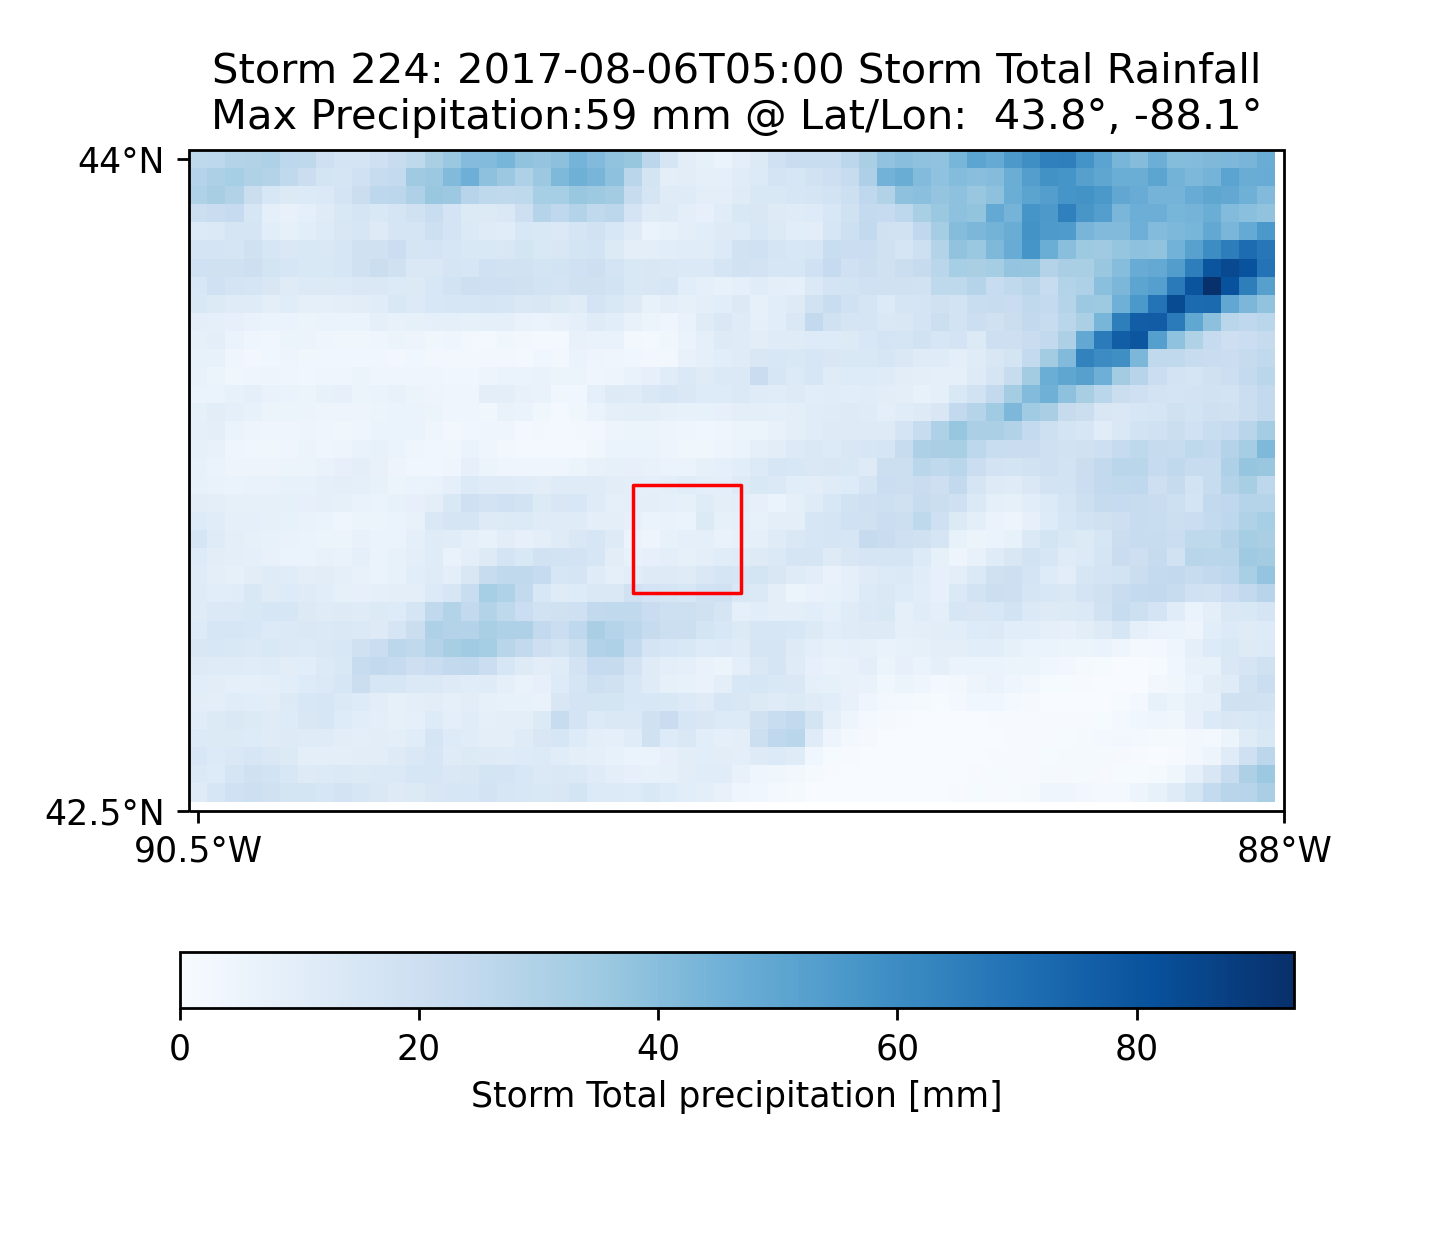 Storm 224: 2017-08-06T05:00 Storm Total Rainfall
Max Precipitation:59 mm @ Lat/Lon:  43.8°, -88.1°
44°N
42.5°N
90.5°W
88°W
0
20
40
60
80
Storm Total precipitation [mm]